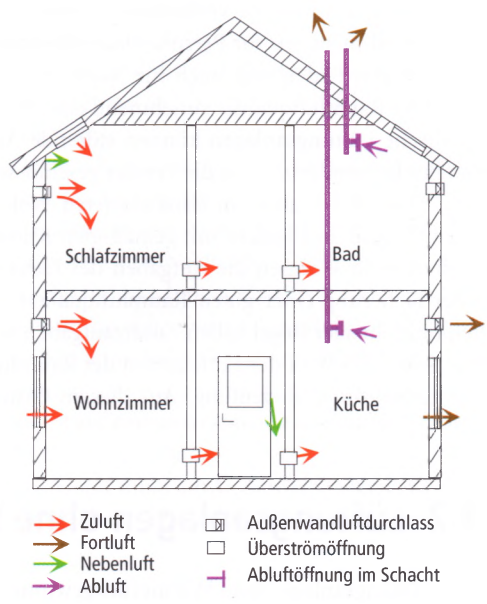 Schlafzimmer
Bad
Wohnzimmer
Küche
Zuluft
Fortluft
Nebenluft
Abluft
Außenwandluftdurchlass
Überströmöffnung
Abluftöffnung im Schacht